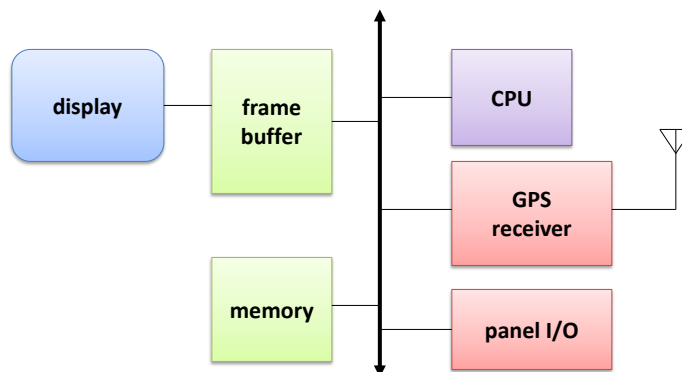 display
frame
buffer
CPU
GPS
receiver
memory
panel I/O